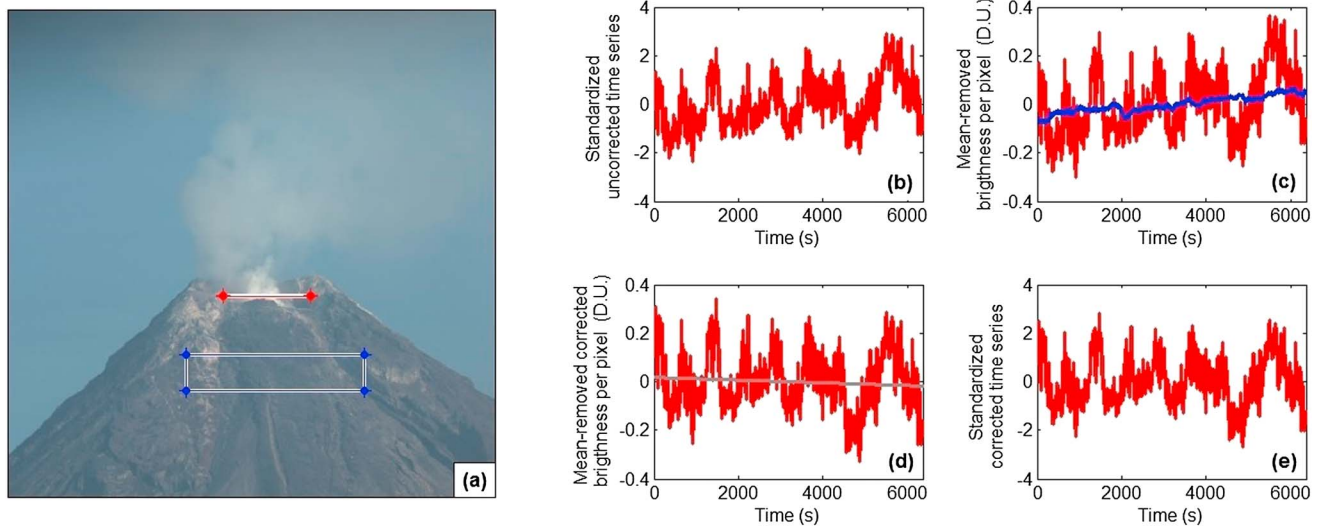 (a)
Standardized
uncorrected time series
4
2
0
-2
-4
0 2000 4000 6000
Time (s)
(b)
Mean-removed
brigthness per pixel (D.U.)
0.4
0.2
0
-0.2
-0.4
0 2000 4000 6000
Time (s)
(c)
Mean-removed corrected
brigthness per pixel (D.U.)
0.4
0.2
0
-0.2
-0.4
0 2000 4000 6000
Time (s)
(d)
Standardized
corrected time series
4
2
0
-2
-4
0 2000 4000 6000
Time (s)
(e)